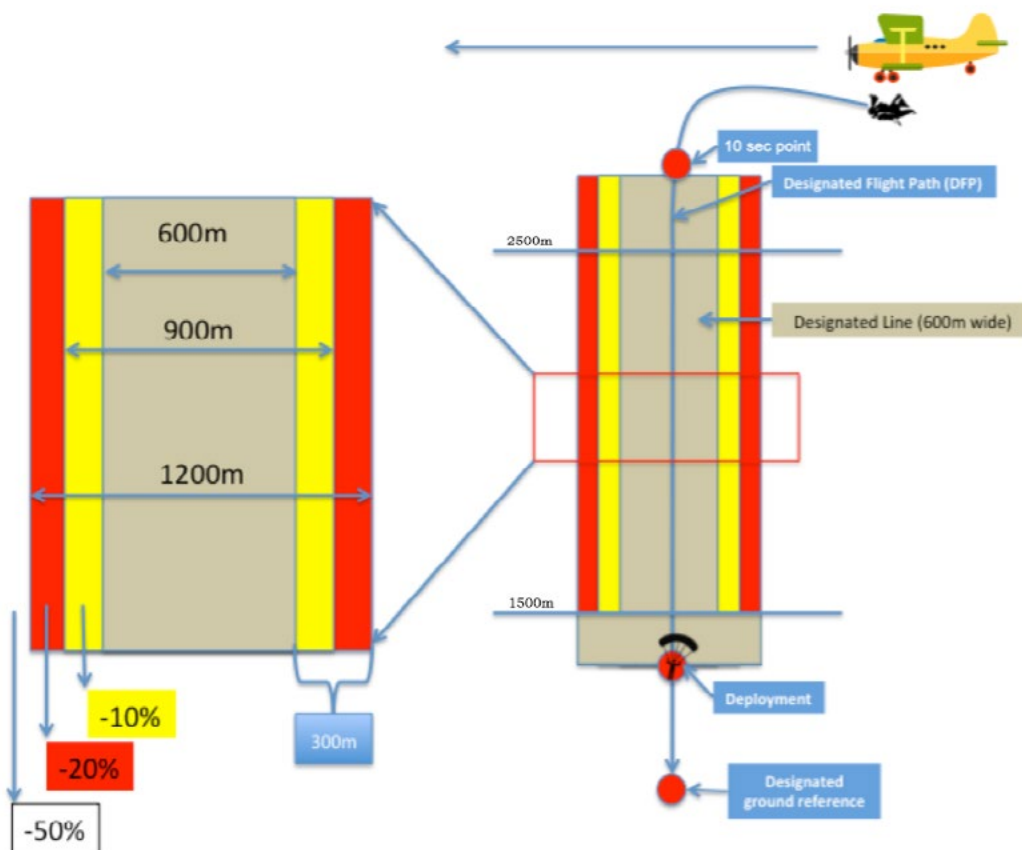 10 sec point
Designated Flight Path (DFP)
2500m
Designated Line (600m wide)
1500m
Deployment
Designated
ground reference
600m
900m
1200m
300m
-10%
-20%
-50%